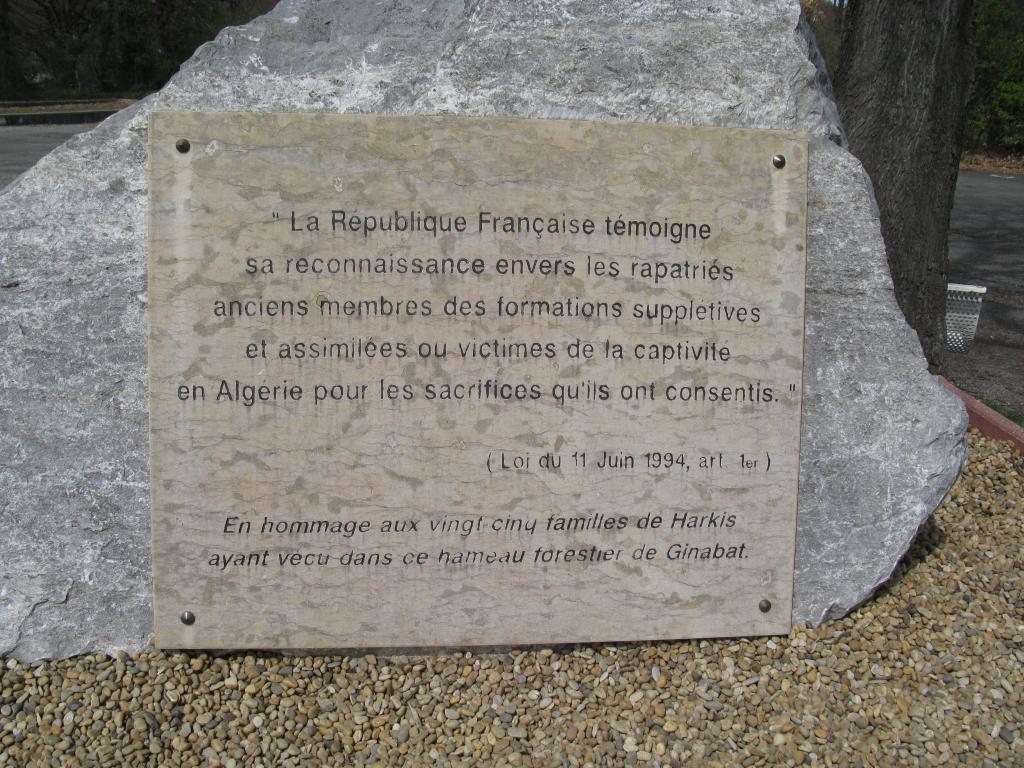 " La République Française témoigne
sa reconnaissance envers les rapatriés
anciens membres des formations supplétives
et assimilées ou victimes de la captivité
en Algérie pour les sacrifices qu'ils ont consentis. "
( Loi du 11 Juin 1994, art. 1er )
En hommage aux vingt-cinq familles de Harkis
ayant vécu dans ce hameau forestier de Ginabat.